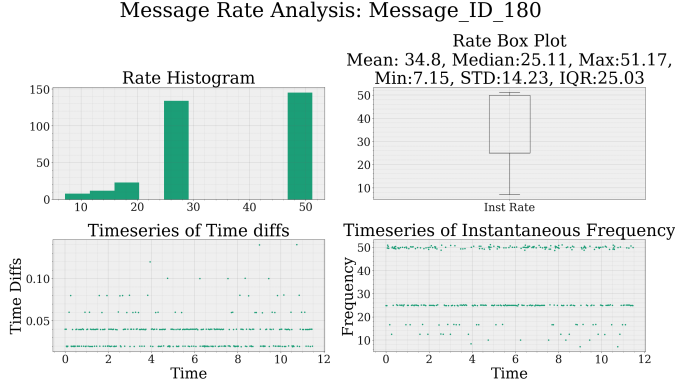 Message Rate Analysis: Message_ID_180
Rate Histogram
150
100
50
0
10
20
30
40
50
Rate Box Plot
Mean: 34.8, Median:25.11, Max:51.17,
Min:7.15, STD:14.23, IQR:25.03
50
40
30
20
10
Inst Rate
Timeseries of Time diffs
Time Diffs
0.10
0.05
0
2
4
6
8
10
12
Time
Timeseries of Instantaneous Frequency
Frequency
50
40
30
20
10
0
2
4
6
8
10
12
Time